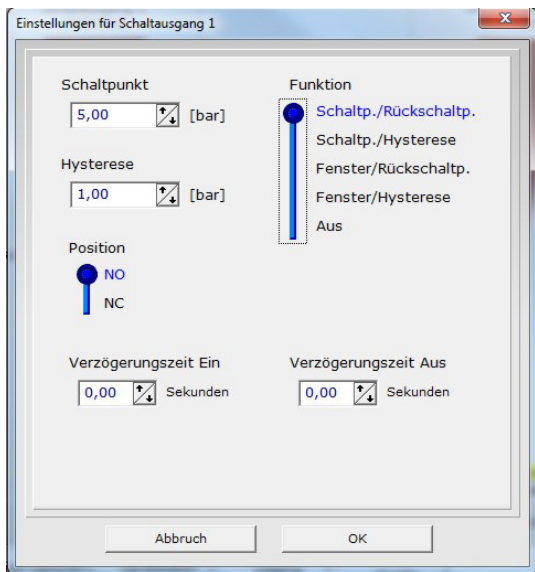 Einstellungen für Schaltausgang 1
Schaltpunkt
5,00 [bar]
Hysterese
1,00 [bar]
Position
NO
NC
Funktion
Schaltp./Rückschaltp.
Schaltp./Hysterese
Fenster/Rückschaltp.
Fenster/Hysterese
Aus
Verzögerungszeit Ein
0,00 Sekunden
Verzögerungszeit Aus
0,00 Sekunden
Abbruch
OK